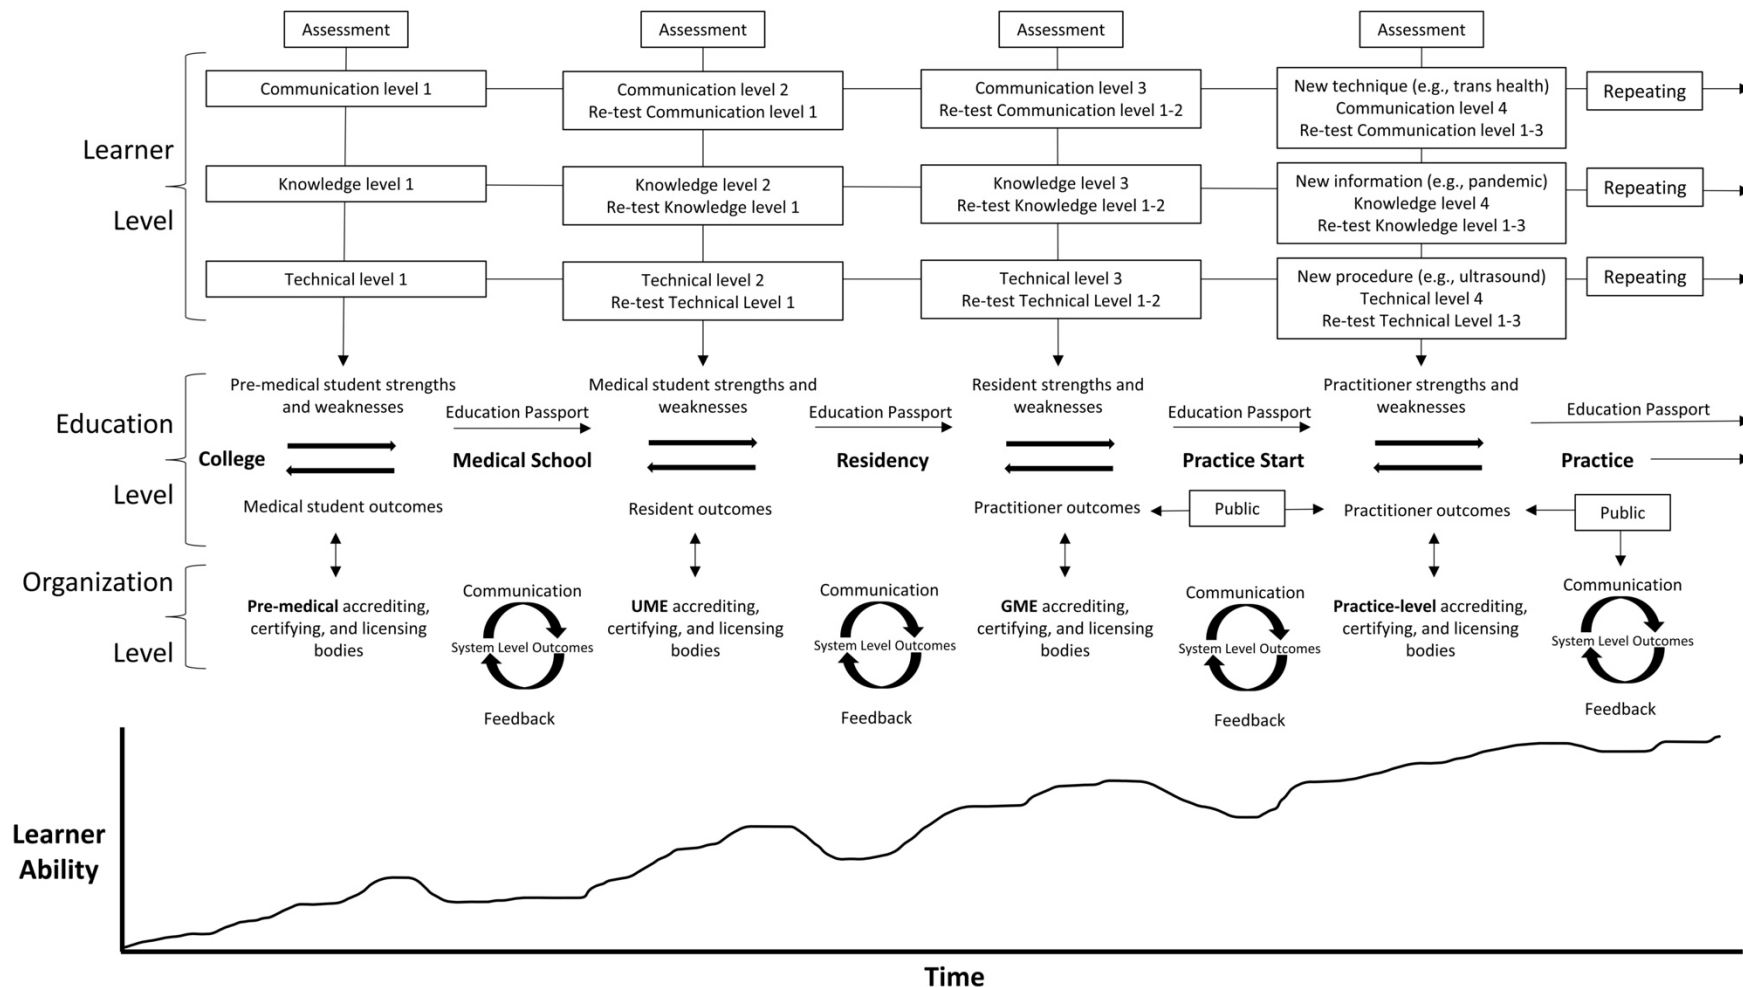 Assessment
Assessment
Assessment
Assessment
Learner
Level
Communication level 1
Communication level 2
Re-test Communication level 1
Communication level 3
Re-test Communication level 1-2
New technique (e.g., trans health)
Communication level 4
Re-test Communication level 1-3
Repeating
Knowledge level 1
Knowledge level 2
Re-test Knowledge level 1
Knowledge level 3
Re-test Knowledge level 1-2
New information (e.g., pandemic)
Knowledge level 4
Re-test Knowledge level 1-3
Repeating
Technical level 1
Technical level 2
Re-test Technical Level 1
Technical level 3
Re-test Technical Level 1-2
New procedure (e.g., ultrasound)
Technical level 4
Re-test Technical Level 1-3
Repeating
Education
Level
Pre-medical student strengths
and weaknesses
Medical student strengths and
weaknesses
Resident strengths and
weaknesses
Practitioner strengths and
weaknesses
Education Passport
Education Passport
Education Passport
Education Passport
College
Medical School
Residency
Practice Start
Practice
Medical student outcomes
Resident outcomes
Practitioner outcomes
Public
Practitioner outcomes
Public
Organization
Level
Pre-medical accrediting,
certifying, and licensing
bodies
Communication
System Level Outcomes
Feedback
UME accrediting,
certifying, and licensing
bodies
Communication
System Level Outcomes
Feedback
GME accrediting,
certifying, and licensing
bodies
Communication
System Level Outcomes
Feedback
Practice-level accrediting,
certifying, and licensing
bodies
Communication
System Level Outcomes
Feedback
Learner
Ability
Time